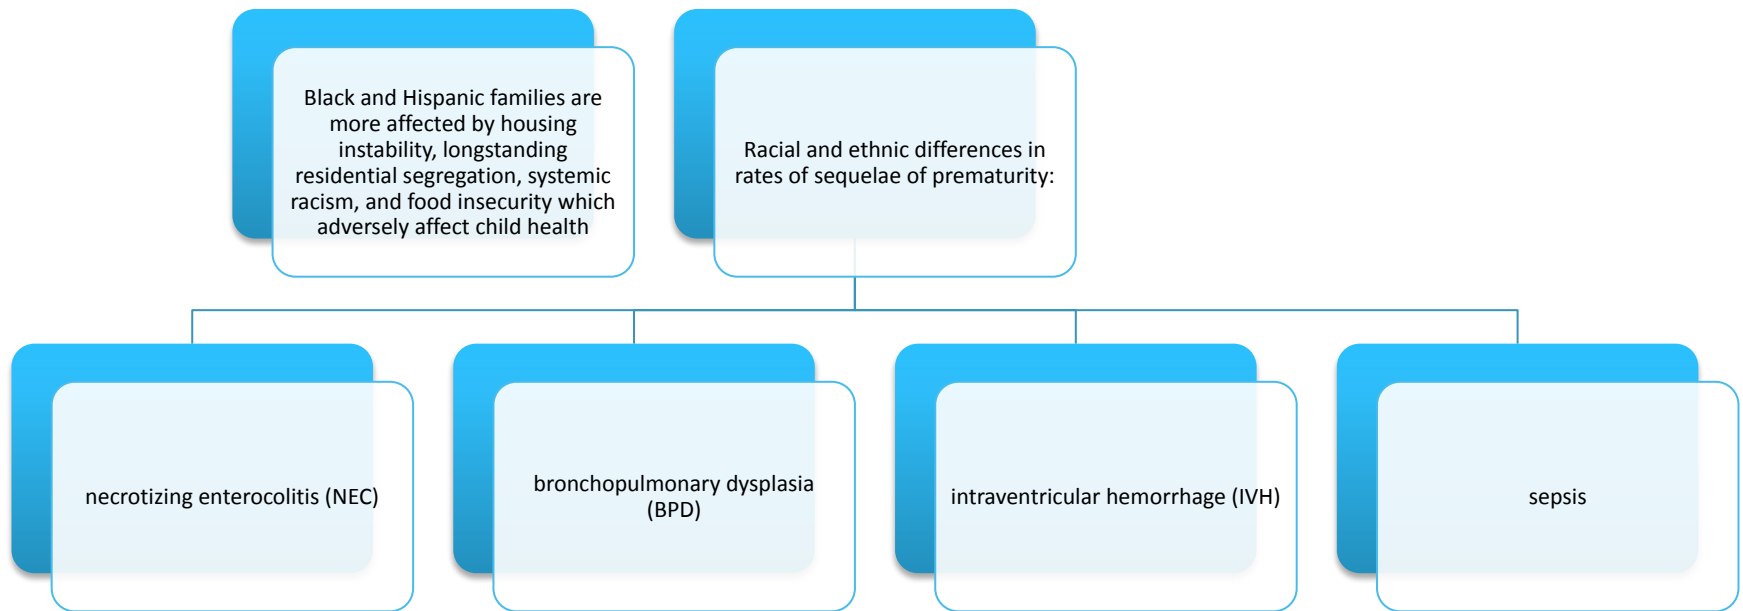 Black and Hispanic families are
more affected by housing
instability, longstanding
residential segregation, systemic
racism, and food insecurity which
adversely affect child health
Racial and ethnic differences in
rates of sequelae of prematurity:
necrotizing enterocolitis (NEC)
bronchopulmonary dysplasia
(BPD)
intraventricular hemorrhage (IVH)
sepsis